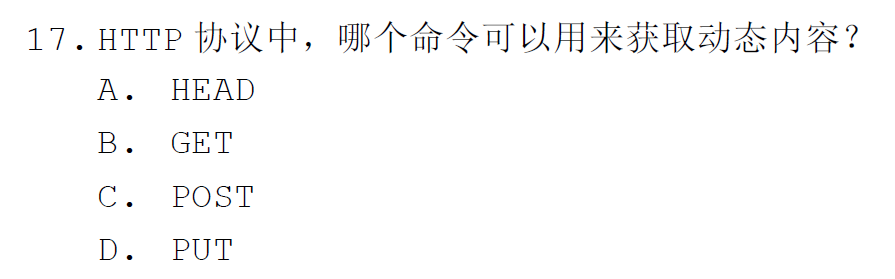 17.HTTP 协议中，哪个命令可以用来获取动态内容？
A. HEAD
B. GET
C. POST
D. PUT